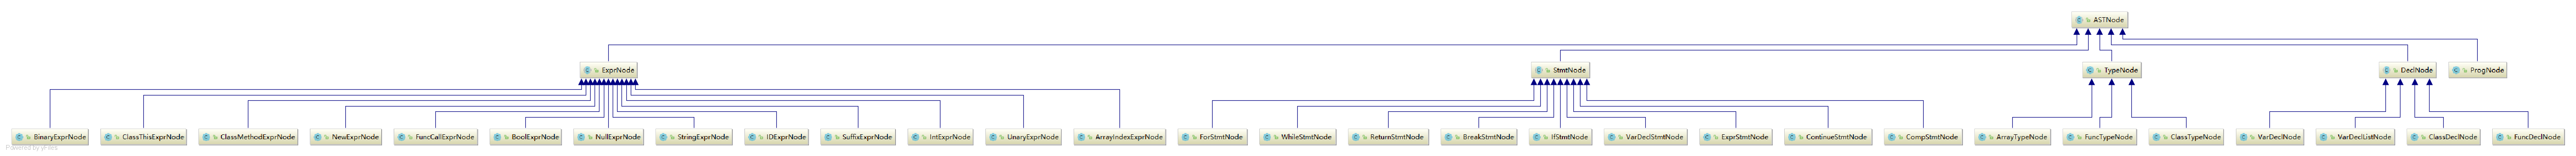 ASTNode
ExprNode
StmtNode
TypeNode
DeclNode
ProgNode
BinaryExprNode
ClassThisExprNode
ClassMethodExprNode
NewExprNode
FuncCallExprNode
BoolExprNode
NullExprNode
StringExprNode
IDExprNode
SuffixExprNode
IntExprNode
UnaryExprNode
ArrayIndexExprNode
ForStmtNode
WhileStmtNode
ReturnStmtNode
BreakStmtNode
IfStmtNode
VarDeclStmtNode
ExprStmtNode
ContinueStmtNode
CompStmtNode
ArrayTypeNode
FuncTypeNode
ClassTypeNode
VarDeclNode
VarDeclListNode
ClassDeclNode
FuncDeclNode
Powered by yFiles